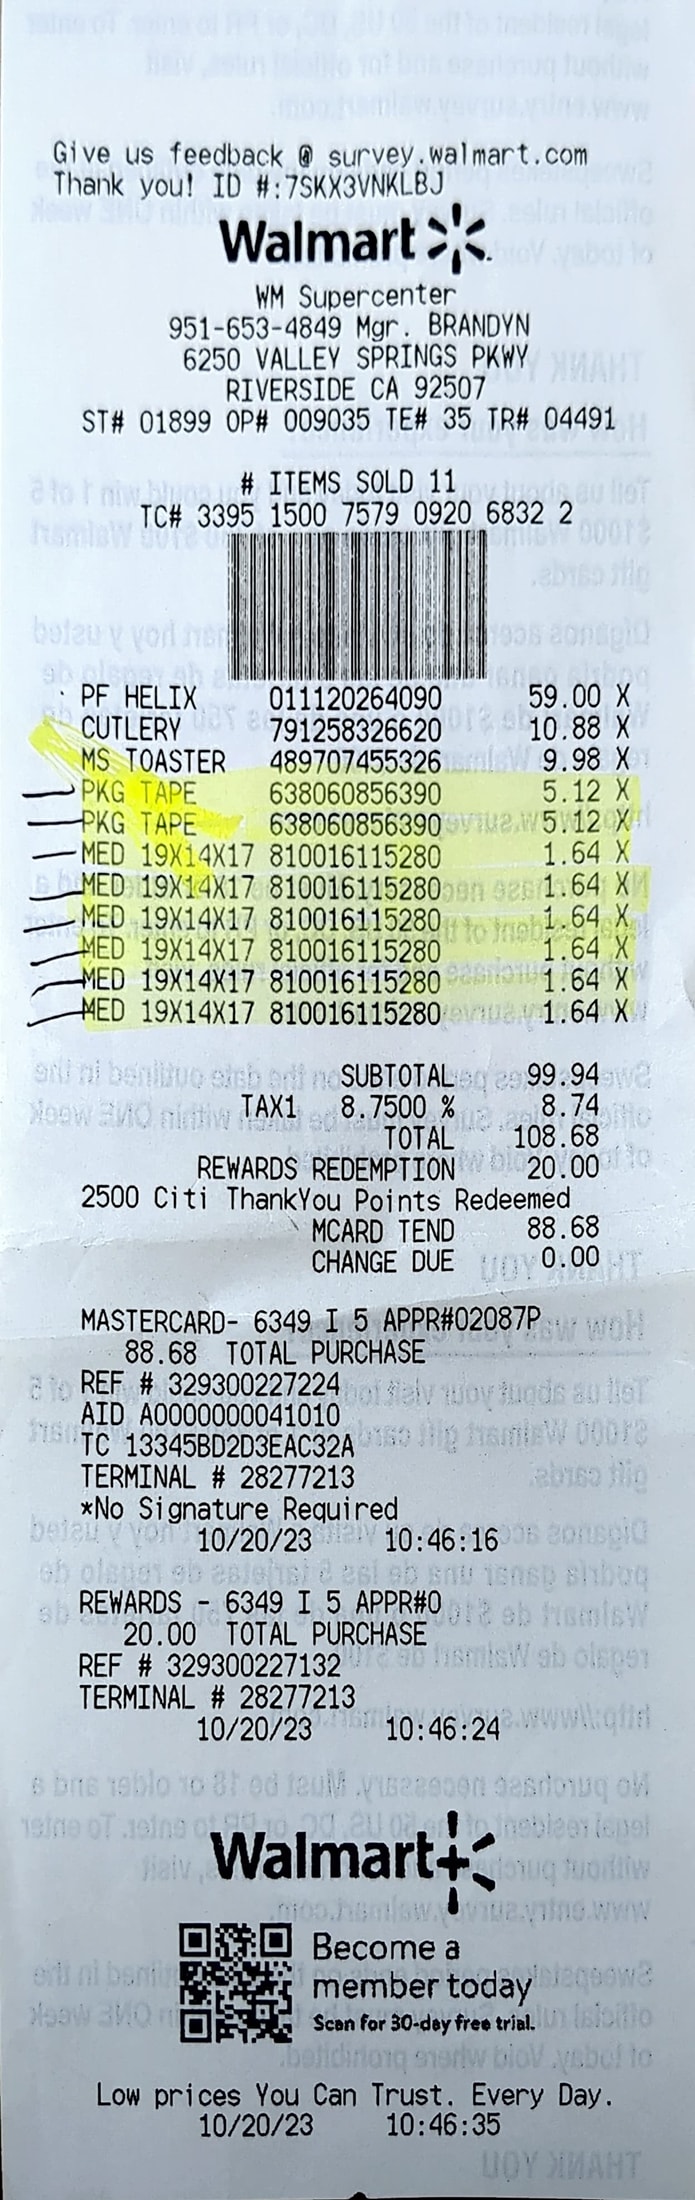 Give us feedback @ survey.walmart.com
Thank you! ID #:7SKX3VNKLBJ
Walmart
WM Supercenter
951-653-4849 Mgr. BRANDYN
6250 VALLEY SPRINGS PKWY
RIVERSIDE CA 92507
ST# 01899 OP# 009035 TE# 35 TR# 04491
# ITEMS SOLD 11
TC# 3395 1500 7579 0920 6832 2
PF HELIX 011120264090 59.00 X
CUTLERY 791258326620 10.88 X
MS TOASTER 489707455326 9.98 X
PKG TAPE 638060856390 5.12 X
PKG TAPE 638060856390 5.12 X
MED 19X14X17 810016115280 1.64 X
MED 19X14X17 810016115280 1.64 X
MED 19X14X17 810016115280 1.64 X
MED 19X14X17 810016115280 1.64 X
MED 19X14X17 810016115280 1.64 X
MED 19X14X17 810016115280 1.64 X
SUBTOTAL 99.94
TAX1 8.7500 % 8.74
TOTAL 108.68
REWARDS REDEMPTION 20.00
2500 Citi ThankYou Points Redeemed
MCARD TEND 88.68
CHANGE DUE 0.00
MASTERCARD- 6349 I 5 APPR#02087P
88.68 TOTAL PURCHASE
REF # 329300227224
AID A0000000041010
TC 13345BD2D3EAC32A
TERMINAL # 28277213
*No Signature Required
10/20/23 10:46:16
REWARDS - 6349 I 5 APPR#0
20.00 TOTAL PURCHASE
REF # 329300227132
TERMINAL # 28277213
10/20/23 10:46:24
Walmart+
Become a
member today
Scan for 30-day free trial.
Low prices You Can Trust. Every Day.
10/20/23 10:46:35